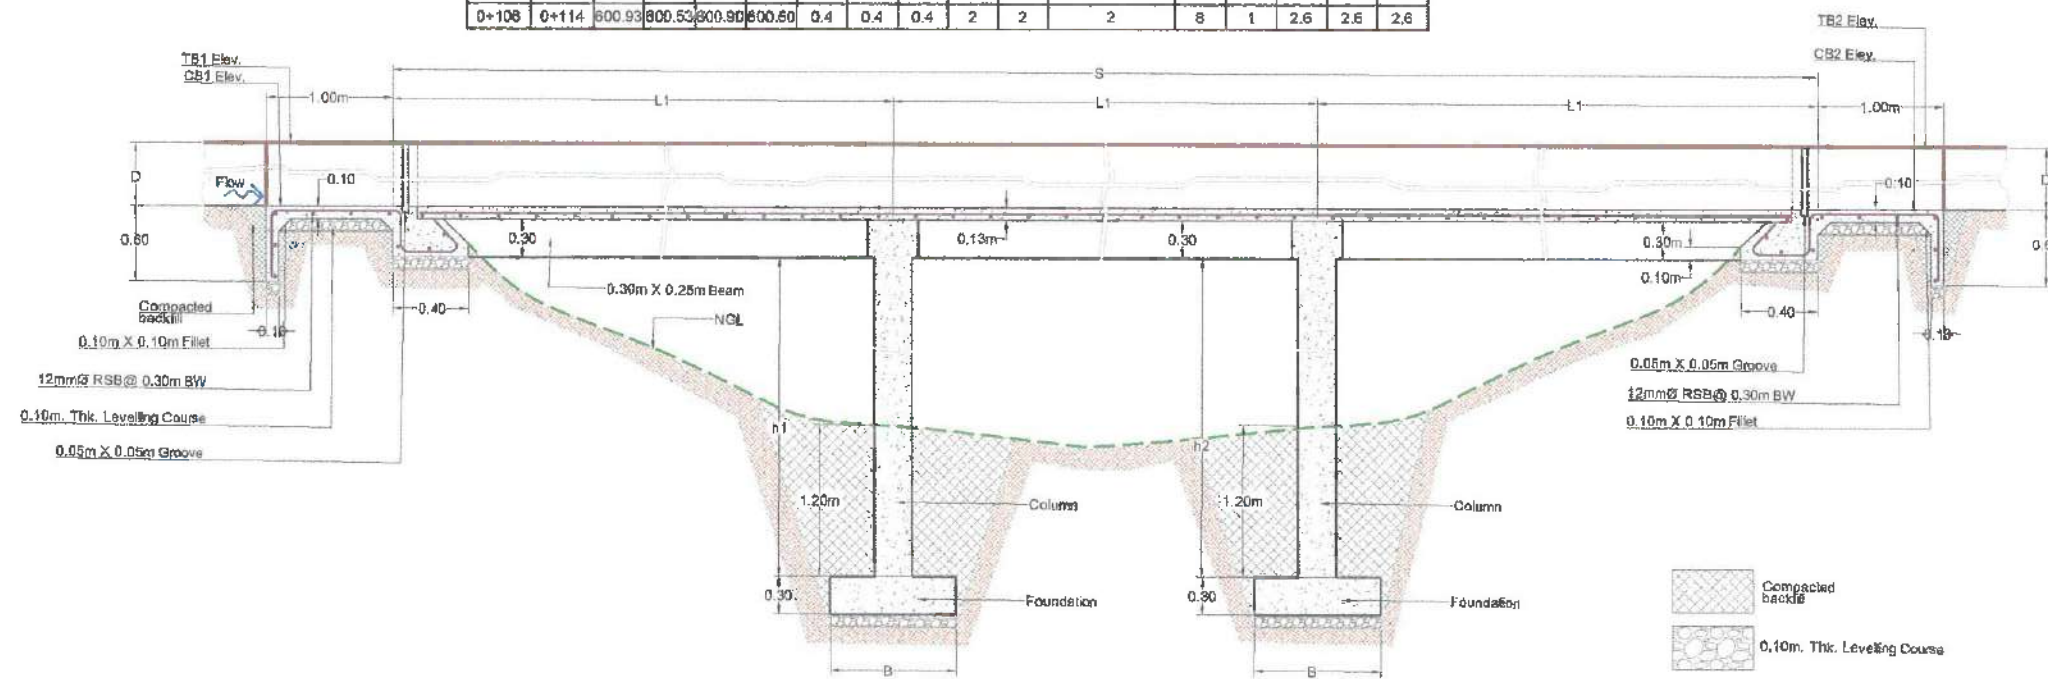 0+106 0+114 600.93 600.53 600.90 600.60 0.4 0.4 0.4 2 2 2 8 1 2.6 2.6 2.6
TB2 Elev.
TB1 Elev.
CB2 Elev.
CB1 Elev.
S
1.00m L1 L1 L1 1.00m
D
Flow
0.10
0.10
0.60
0.30
0.13m
0.30
0.30m
0.10m
0.30m X 0.25m Beam
0.40
0.40
Compacted
backfill
NGL
0.10
0.10m X 0.10m Fillet
0.05m X 0.05m Groove
12mmØ RSB@ 0.30m BW
12mmØ RSB@ 0.30m BW
0.10m. Thk. Levelling Course
0.10m X 0.10m Fillet
h1
h2
0.05m X 0.05m Groove
1.20m
Column
1.20m
Column
0.30
Foundation
0.30
Foundation
Compacted
backfill
0.10m. Thk. Levelling Course
B
B